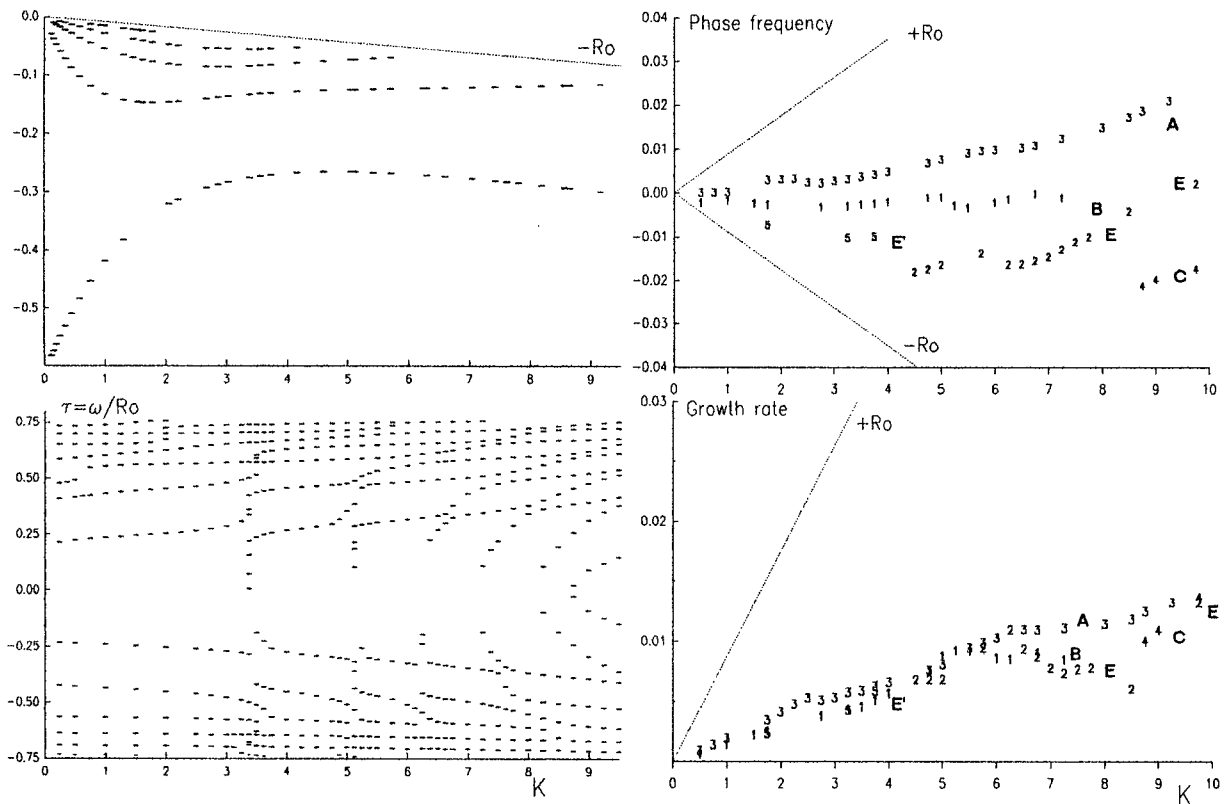 0.0
-0.1
-0.2
-0.3
-0.4
-0.5
-Ro
0 1 2 3 4 5 6 7 8 9
Phase frequency
0.04
0.03
0.02
0.01
0.00
-0.01
-0.02
-0.03
-0.04
+Ro
A
E
B
E'
E
C
-Ro
0 1 2 3 4 5 6 7 8 9 10
τ=ω/Ro
0.75
0.50
0.25
0.00
-0.25
-0.50
-0.75
0 1 2 3 4 5 6 7 8 9
K
Growth rate
0.03
0.02
0.01
+Ro
A
E
C
B
E
E'
0 1 2 3 4 5 6 7 8 9 10
K